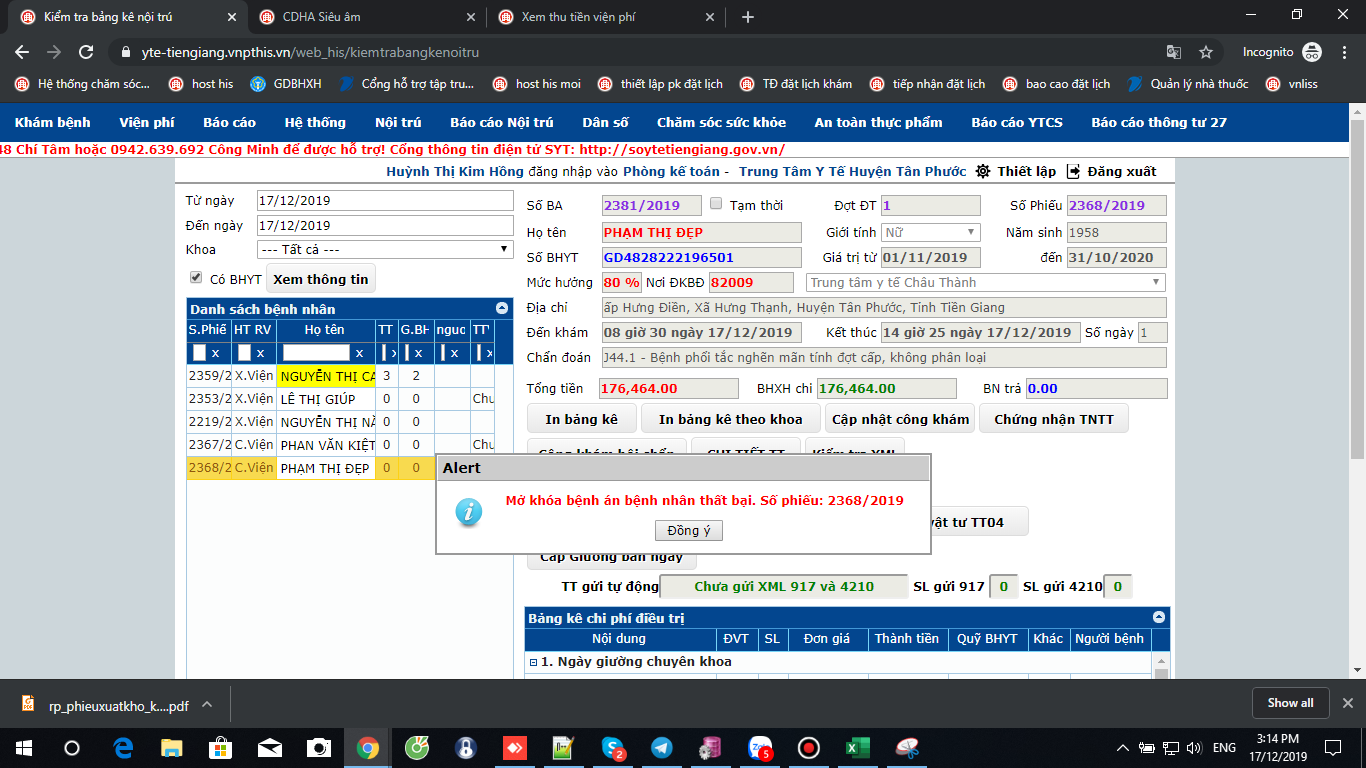 Kiểm tra bảng kê nội trú
CDHA Siêu âm
Xem thu tiền viện phí
yte-tiengiang.vnpthis.vn/web_his/kiemtrabangkenoitru
Incognito
Hệ thống chăm sóc...
host his
GDBHXH
Cổng hỗ trợ tập tru...
host his moi
thiết lập pk đặt lịch
TĐ đặt lịch khám
tiếp nhận đặt lịch
bao cao đặt lịch
Quản lý nhà thuốc
vnliss
Khám bệnh Viện phí Báo cáo Hệ thống Nội trú Báo cáo Nội trú Dân số Chăm sóc sức khỏe An toàn thực phẩm Báo cáo YTCS Báo cáo thông tư 27
48 Chí Tâm hoặc 0942.639.692 Công Minh để được hỗ trợ! Cổng thông tin điện tử SYT: http://soytetiengiang.gov.vn/
Huỳnh Thị Kim Hồng đăng nhập vào Phòng kế toán - Trung Tâm Y Tế Huyện Tân Phước Thiết lập Đăng xuất
Từ ngày 17/12/2019
Đến ngày 17/12/2019
Khoa --- Tất cả ---
Có BHYT Xem thông tin
Danh sách bệnh nhân
S.Phiế HT RV Họ tên TT G.BH nguc TTV
x x x x x x x
2359/2 X.Viện NGUYỄN THỊ CA 3 2
2353/2 X.Viện LÊ THỊ GIÚP 0 0 Chu
2219/2 X.Viện NGUYỄN THỊ NĂ 0 0
2367/2 C.Viện PHAN VĂN KIỆT 0 0 Chu
2368/2 C.Viện PHẠM THỊ ĐẸP 0 0
Số BA 2381/2019 Tạm thời Đợt ĐT 1 Số Phiếu 2368/2019
Họ tên PHẠM THỊ ĐẸP Giới tính Nữ Năm sinh 1958
Số BHYT GD4828222196501 Giá trị từ 01/11/2019 đến 31/10/2020
Mức hưởng 80 % Nơi ĐKBĐ 82009 Trung tâm y tế Châu Thành
Địa chỉ ấp Hưng Điền, Xã Hưng Thạnh, Huyện Tân Phước, Tỉnh Tiền Giang
Đến khám 08 giờ 30 ngày 17/12/2019 Kết thúc 14 giờ 25 ngày 17/12/2019 Số ngày 1
Chẩn đoán J44.1 - Bệnh phổi tắc nghẽn mãn tính đợt cấp, không phân loại
Tổng tiền 176,464.00 BHXH chi 176,464.00 BN trả 0.00
In bảng kê In bảng kê theo khoa Cập nhật công khám Chứng nhận TNTT
Công khám hội chẩn CHI TIẾT TT Kiểm tra XML
Alert
Mở khóa bệnh án bệnh nhân thất bại. Số phiếu: 2368/2019
Đồng ý
vật tư TT04
Cấp Giường ban ngày
TT gửi tự động Chưa gửi XML 917 và 4210 SL gửi 917 0 SL gửi 4210 0
Bảng kê chi phí điều trị
Nội dung ĐVT SL Đơn giá Thành tiền Quỹ BHYT Khác Người bệnh
1. Ngày giường chuyên khoa
rp_phieuxuatkho_k....pdf
Show all
2
5
ENG
3:14 PM
17/12/2019